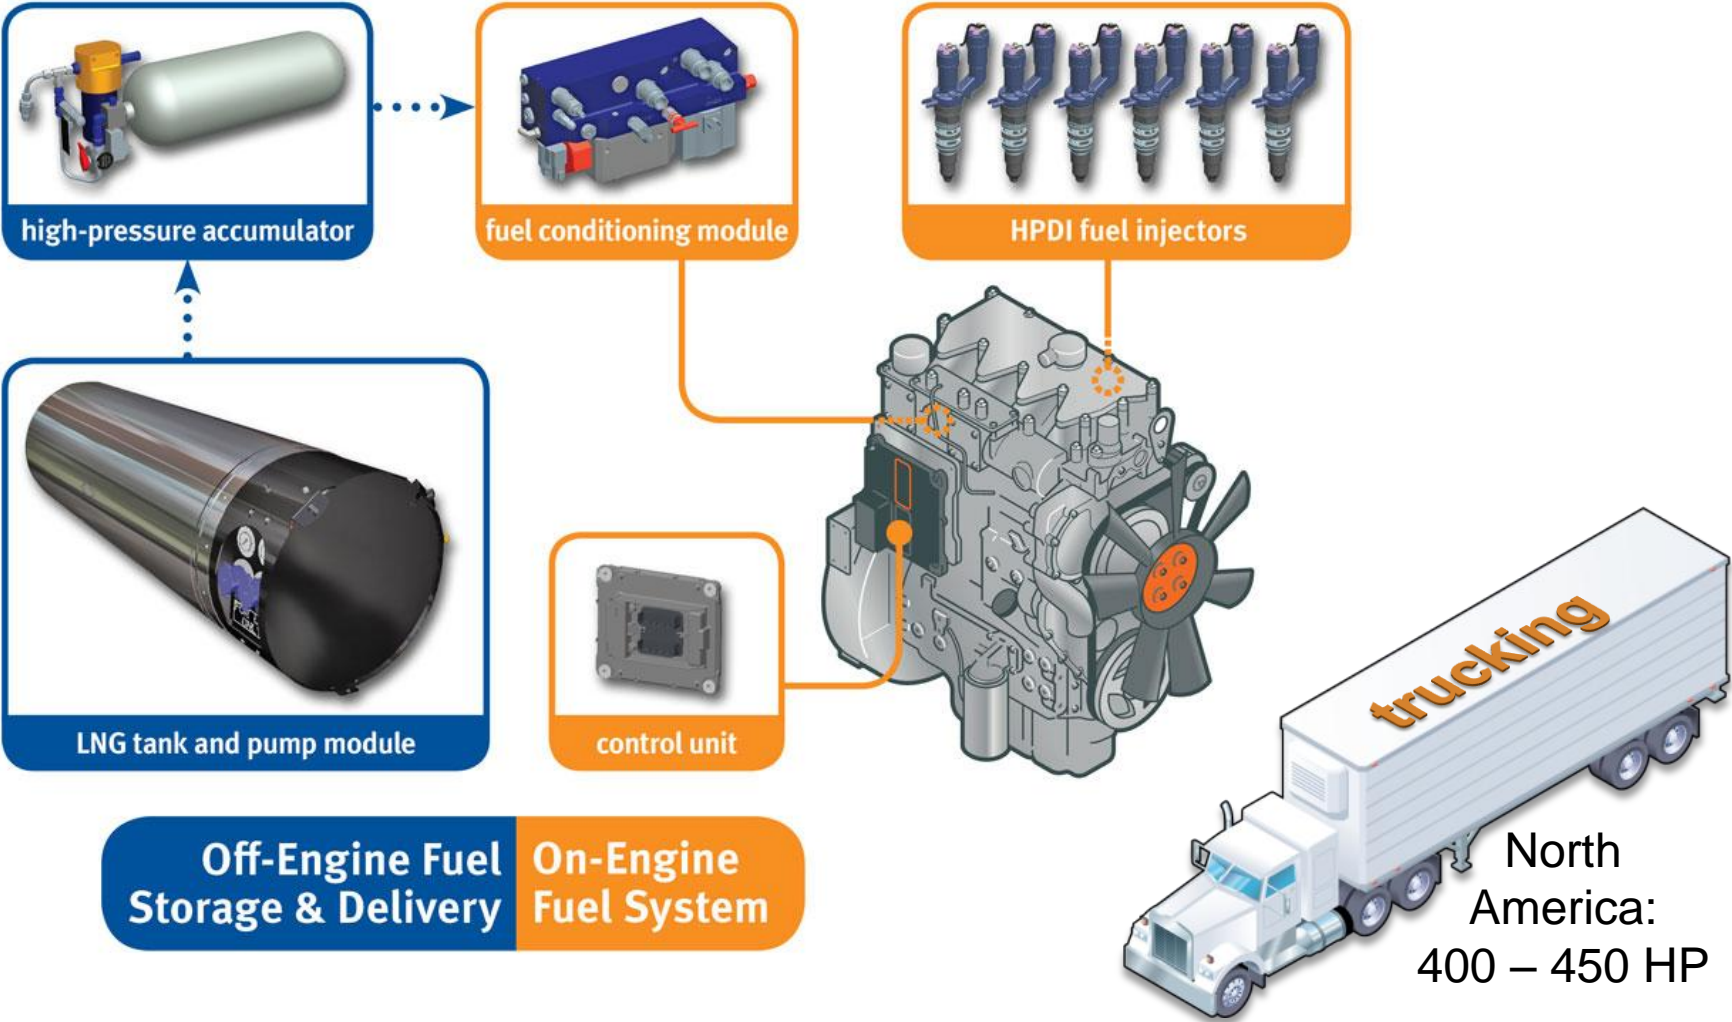 high-pressure accumulator
fuel conditioning module
HPDI fuel injectors
LNG tank and pump module
control unit
Off-Engine Fuel
Storage & Delivery
On-Engine
Fuel System
trucking
North
America:
400 – 450 HP